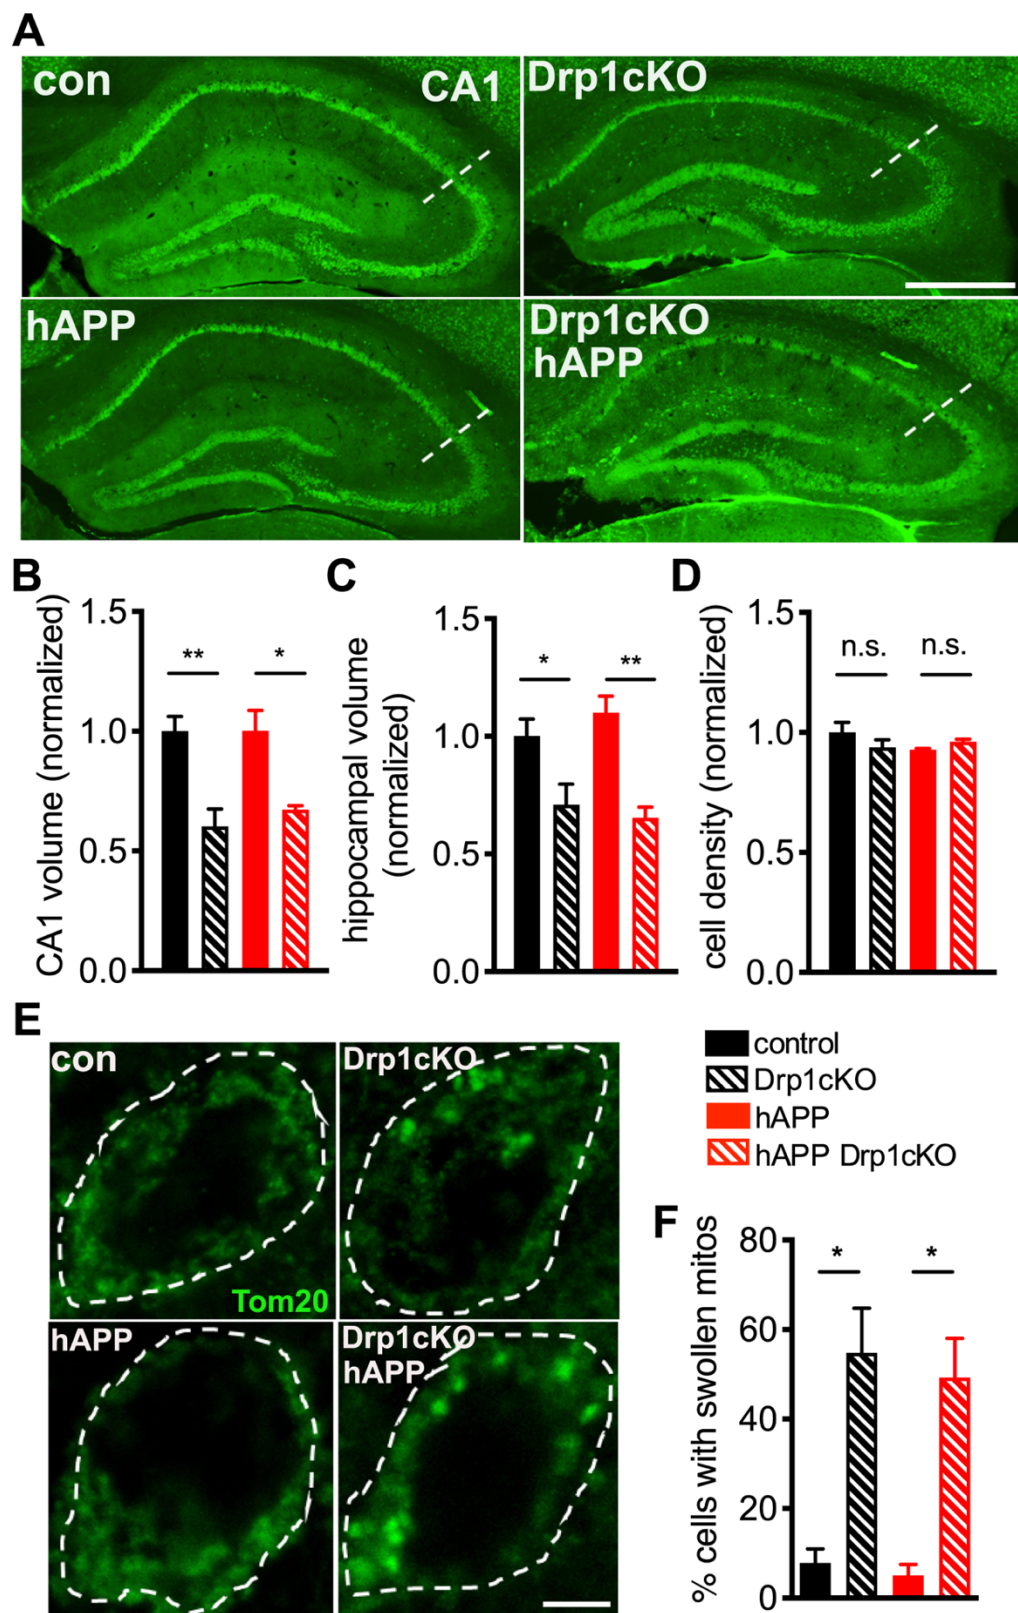 A
con
CA1
Drp1cKO
hAPP
Drp1cKO
hAPP
B
CA1 volume (normalized)
1.5
1.0
0.5
0.0
**
*
C
hippocampal volume
(normalized)
1.5
1.0
0.5
0.0
*
**
D
cell density (normalized)
1.5
1.0
0.5
0.0
n.s.
n.s.
E
con
Drp1cKO
Tom20
hAPP
Drp1cKO
hAPP
control
Drp1cKO
hAPP
hAPP Drp1cKO
F
% cells with swollen mitos
80
60
40
20
0
*
*